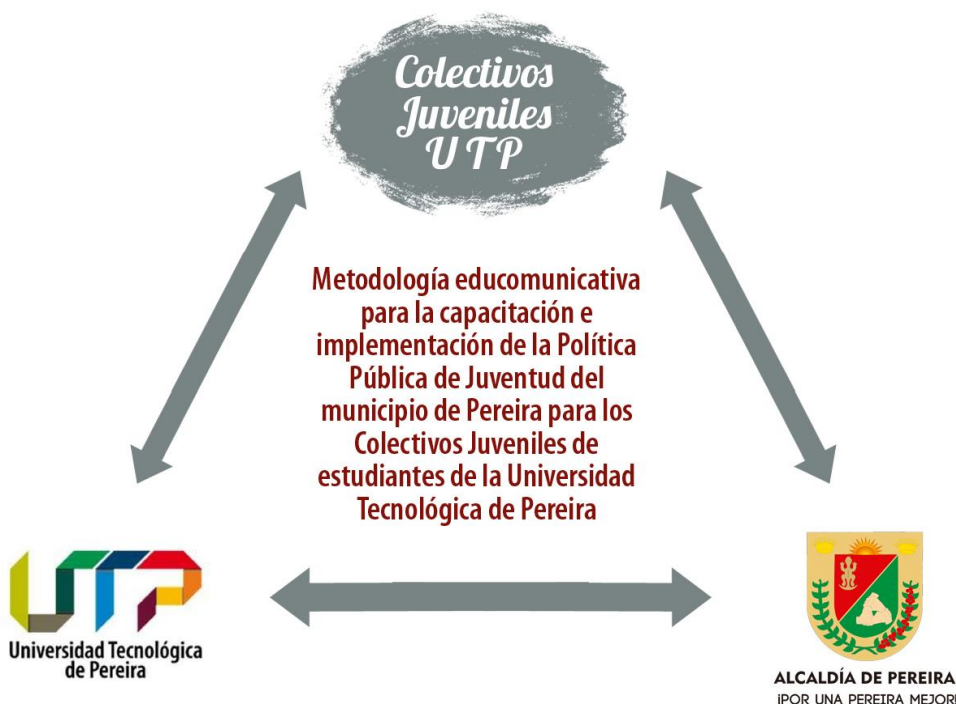 Colectivos
Juveniles
UTP
Metodología educomunicativa
para la capacitación e
implementación de la Política
Pública de Juventud del
municipio de Pereira para los
Colectivos Juveniles de
estudiantes de la Universidad
Tecnológica de Pereira
UTP
Universidad Tecnológica
de Pereira
ALCALDÍA DE PEREIRA
¡POR UNA PEREIRA MEJOR!